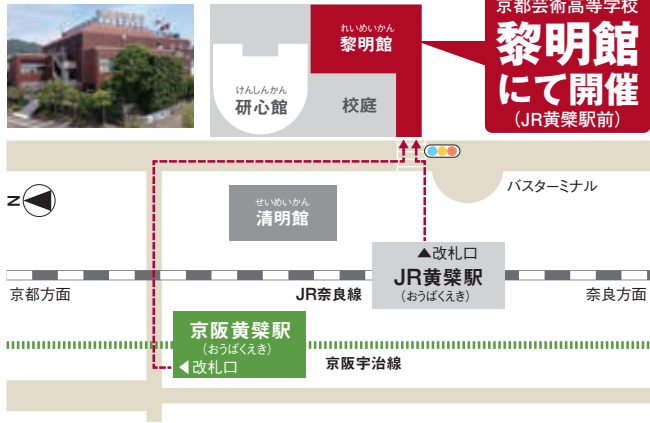 京都芸術高等学校
黎明館
にて開催
(JR黄檗駅前)
れいめいかん
黎明館
けんしんかん
研心館
校庭
バスターミナル
N
せいめいかん
清明館
▲改札口
JR黄檗駅
(おうばくえき)
京都方面
JR奈良線
奈良方面
京阪黄檗駅
(おうばくえき)
◀改札口
京阪宇治線